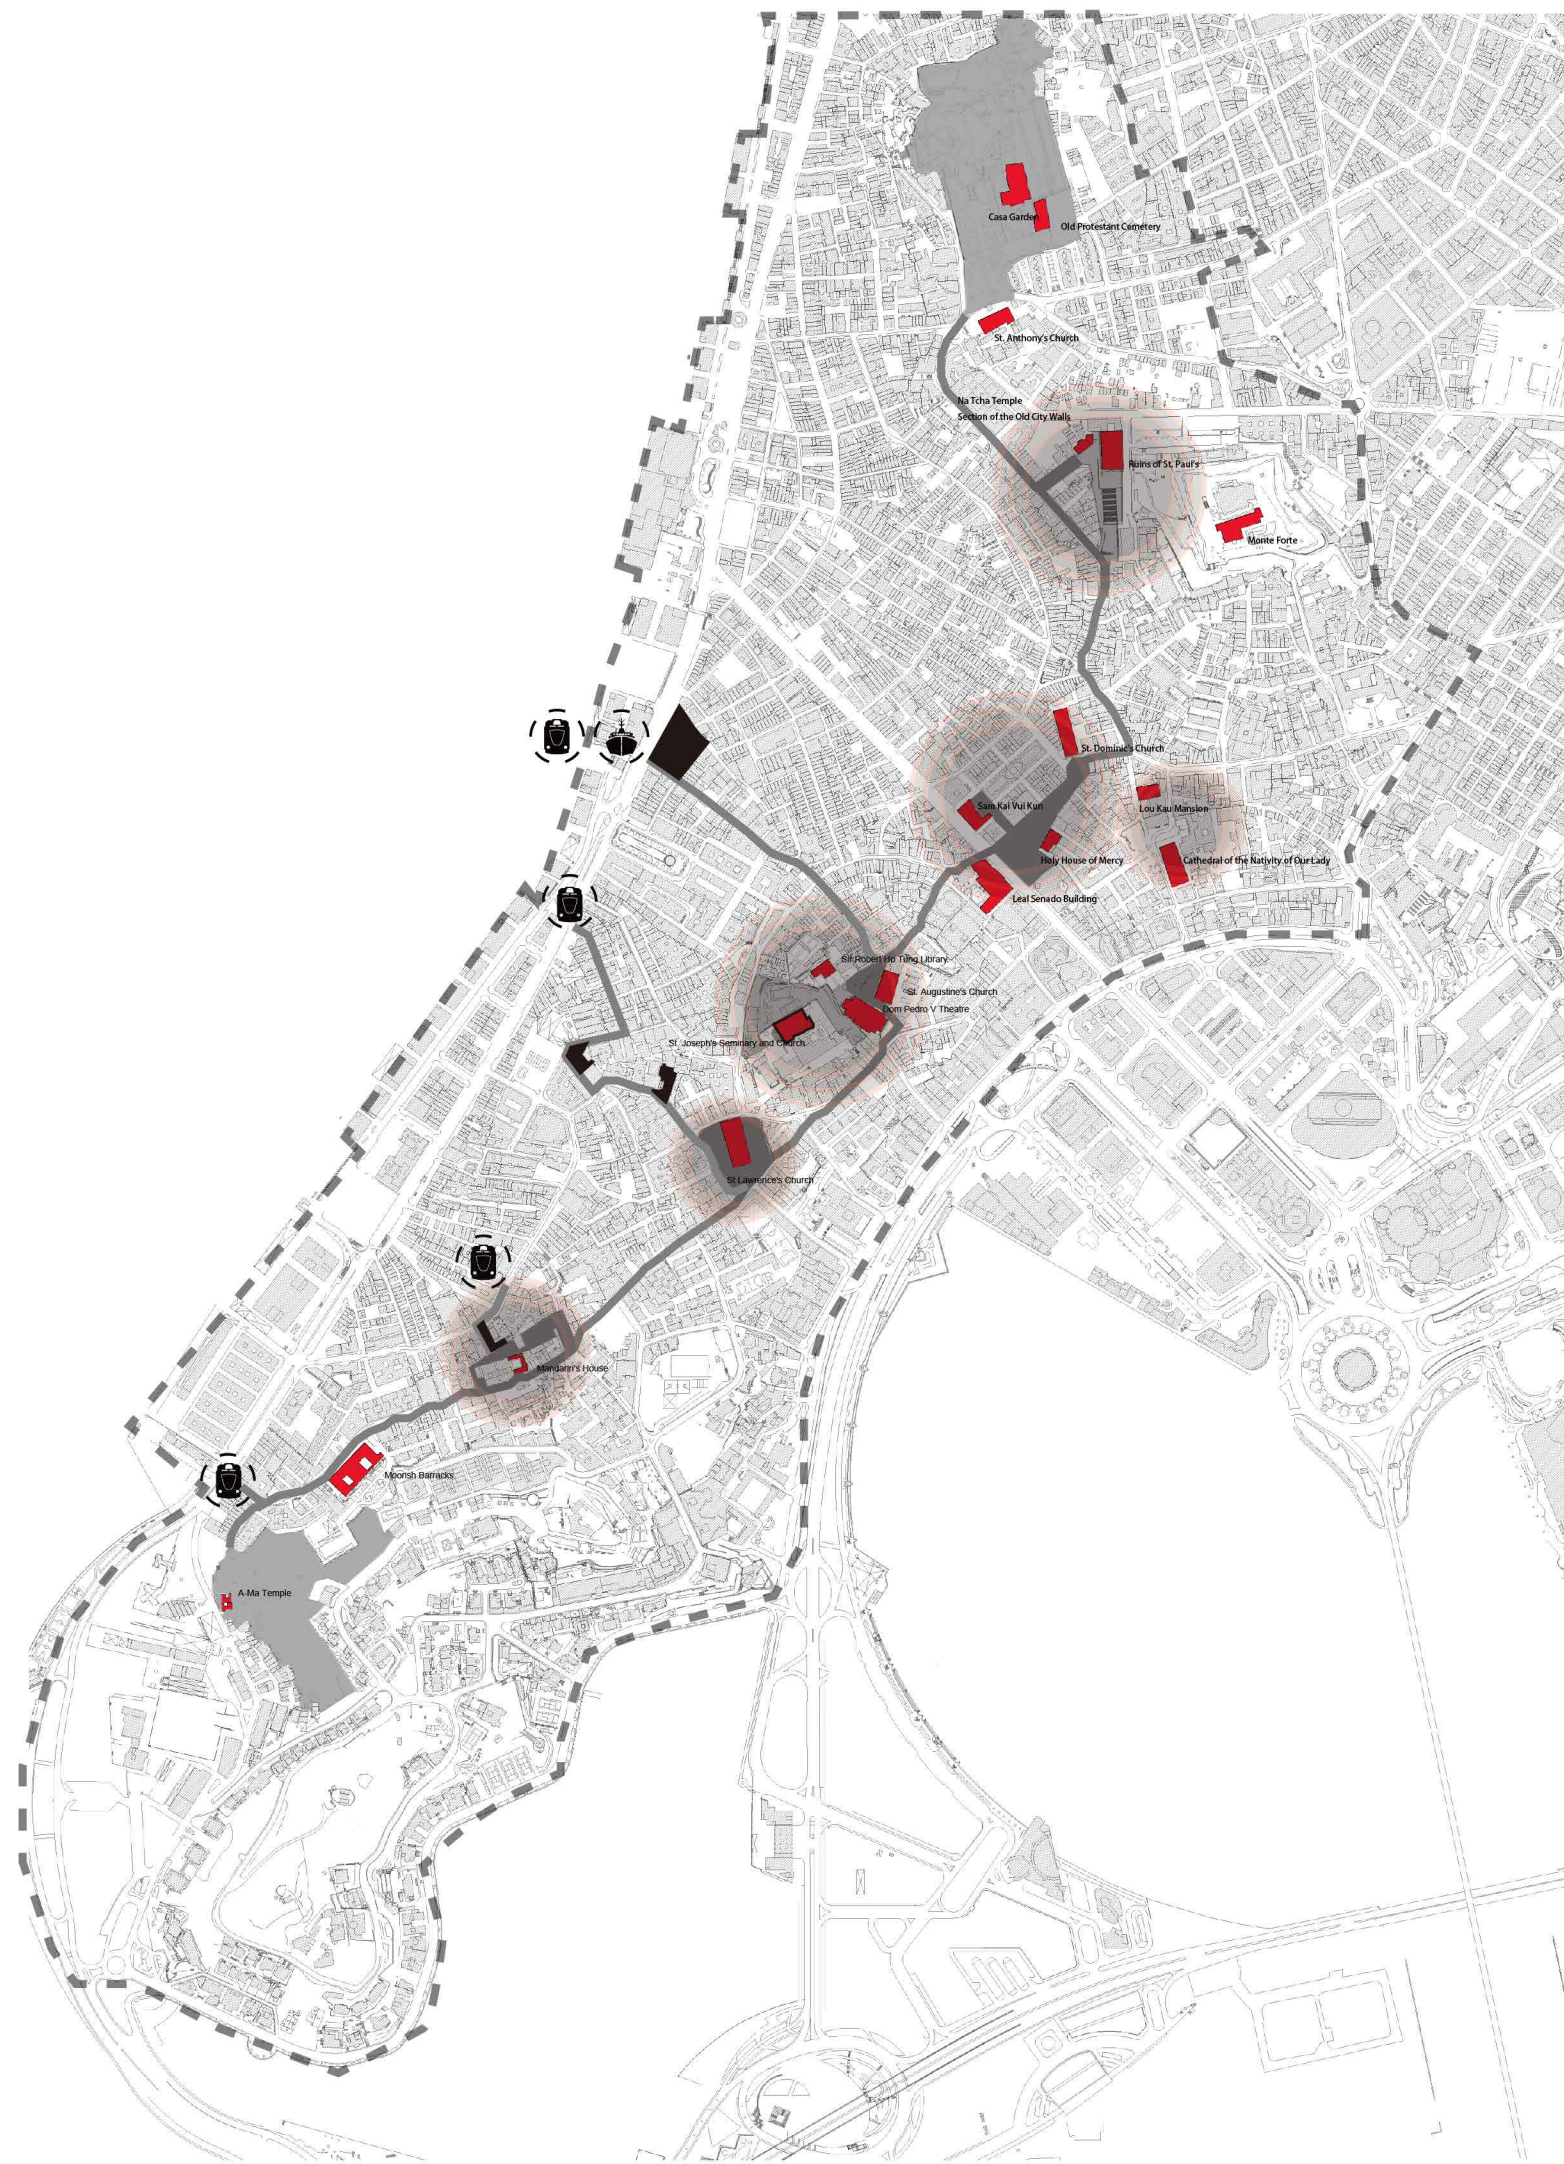 Casa Garden
Old Protestant Cemetery
St. Anthony's Church
Na Tcha Temple
Section of the Old City Walls
Ruins of St. Paul's
Monte Forte
St. Dominic's Church
Sam Kai Vui Kun
Lou Kau Mansion
Holy House of Mercy
Cathedral of the Nativity of Our Lady
Leal Senado Building
Sir Robert Ho Tung Library
St. Augustine's Church
Dom Pedro V Theatre
St. Joseph's Seminary and Church
St Lawrence's Church
Mandarin's House
Moorish Barracks
A-Ma Temple